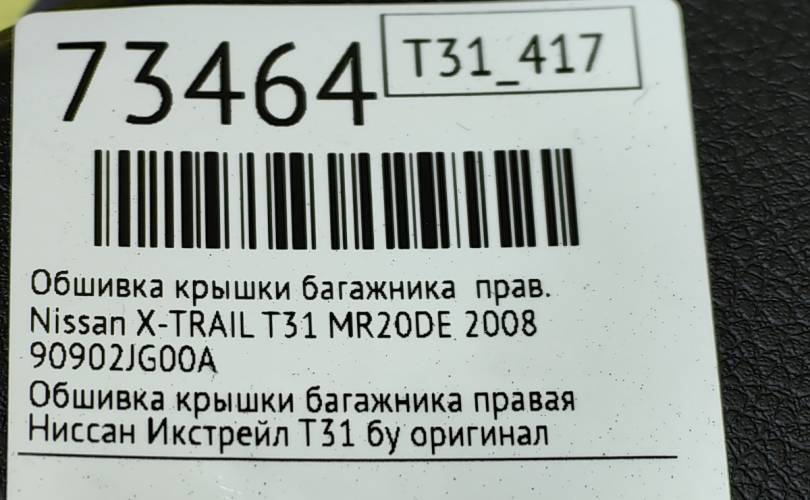 73464
T31_417
Обшивка крышки багажника прав.
Nissan X-TRAIL T31 MR20DE 2008
90902JG00A
Обшивка крышки багажника правая
Ниссан Икстрейл Т31 бу оригинал